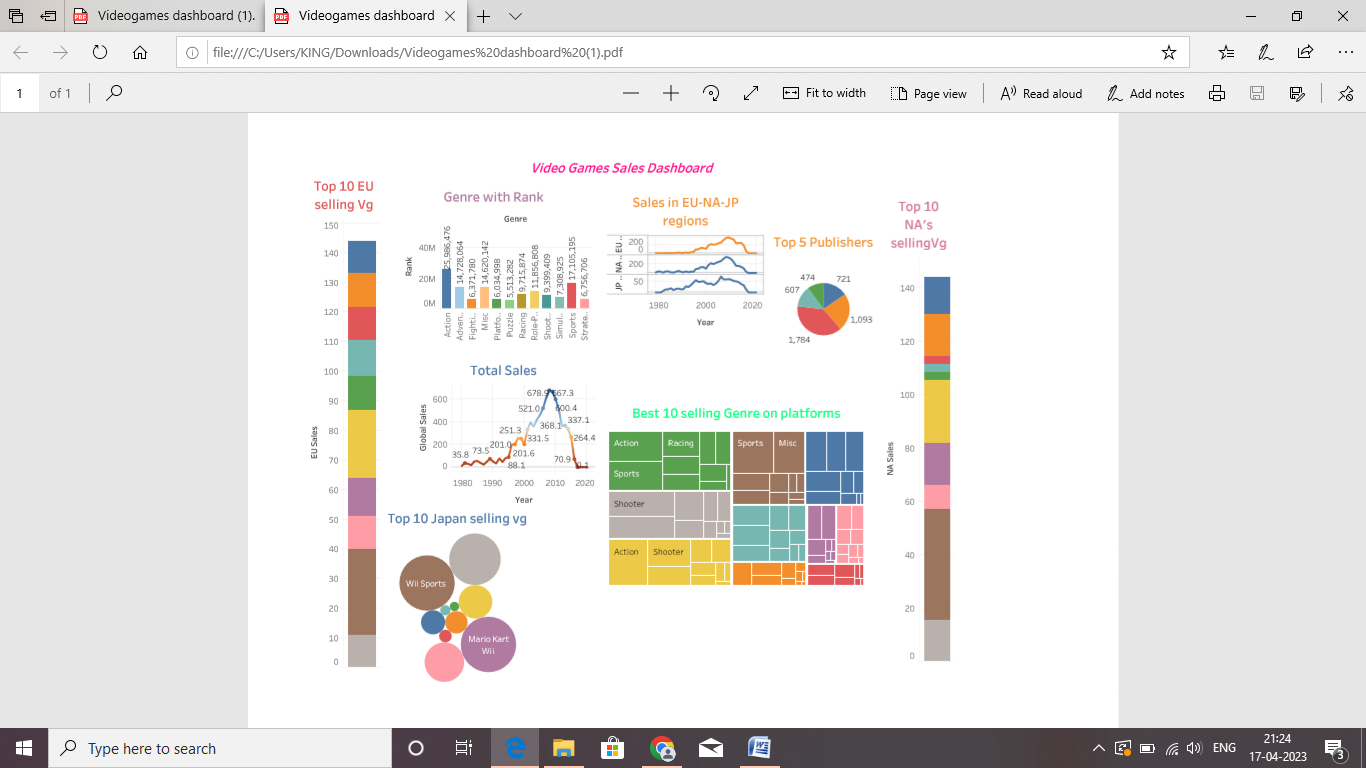 Videogames dashboard (1).
Videogames dashboard
file:///C:/Users/KING/Downloads/Videogames%20dashboard%20(1).pdf
1 of 1
Fit to width
Page view
Read aloud
Add notes
Video Games Sales Dashboard
Top 10 EU
selling Vg
150
140
130
120
110
100
90
80
70
60
50
40
30
20
10
0
EU Sales
Genre with Rank
Genre
Rank
40M
20M
0M
25,986,476
14,728,064
6,371,780
14,620,142
6,034,998
5,513,282
9,715,874
11,856,808
9,399,409
7,308,925
17,105,195
6,756,706
Action
Adven..
Fighti..
Misc
Platfo..
Puzzle
Racing
Role-P..
Shoot..
Simul..
Sports
Strate..
Sales in EU-NA-JP
regions
EU ..
200
0
NA ..
200
JP ..
50
1980 2000 2020
Year
Top 5 Publishers
474
721
607
1,093
1,784
Top 10
NA's
sellingVg
140
120
100
80
60
40
20
0
NA Sales
Total Sales
Global Sales
600
400
200
0
678.9
667.3
521.0
600.4
337.1
368.1
251.3
331.5
264.4
201.0
201.6
35.8
73.5
88.1
70.9
1980 1990 2000 2010 2020
Year
Best 10 selling Genre on platforms
Action
Racing
Sports
Misc
Sports
Shooter
Action
Shooter
Top 10 Japan selling vg
Wii Sports
Mario Kart
Wii
Type here to search
ENG
21:24
17-04-2023
3